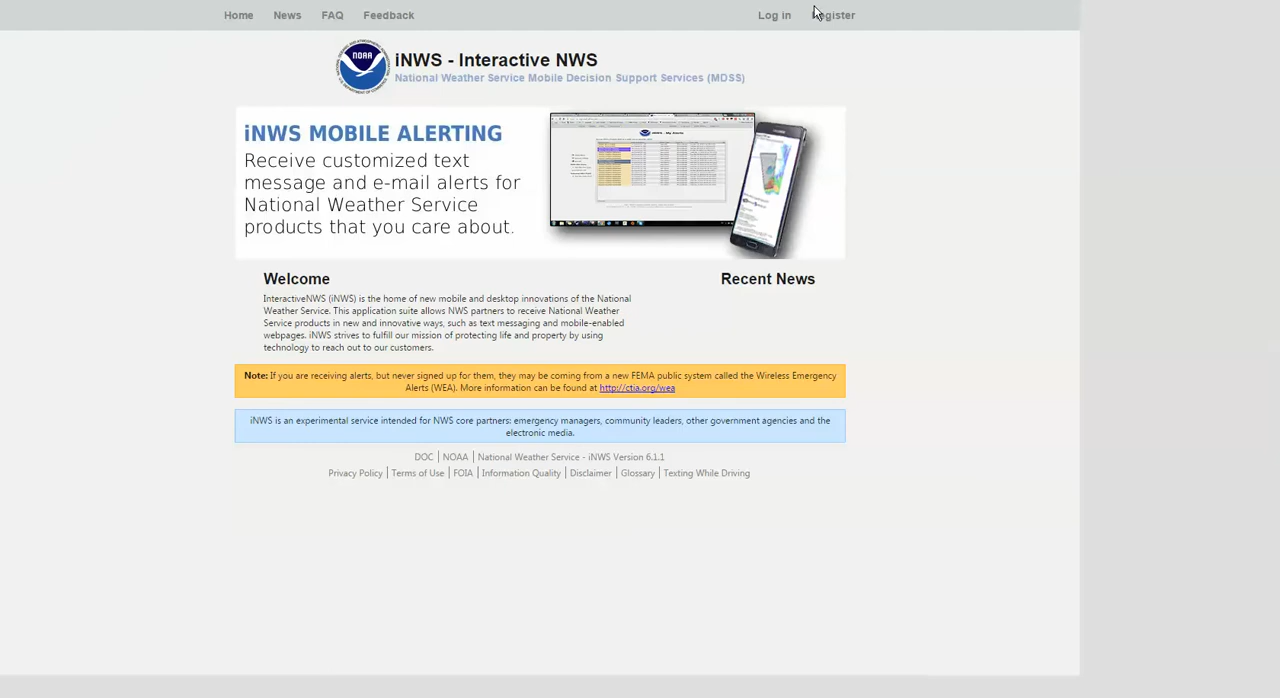 Home News FAQ Feedback Log in Register
iNWS - Interactive NWS
National Weather Service Mobile Decision Support Services (MDSS)
NOAA
iNWS MOBILE ALERTING
Receive customized text
message and e-mail alerts for
National Weather Service
products that you care about.
Welcome
InteractiveNWS (iNWS) is the home of new mobile and desktop innovations of the National
Weather Service. This application suite allows NWS partners to receive National Weather
Service products in new and innovative ways, such as text messaging and mobile-enabled
webpages. iNWS strives to fulfill our mission of protecting life and property by using
technology to reach out to our customers.
Recent News
Note: If you are receiving alerts, but never signed up for them, they may be coming from a new FEMA public system called the Wireless Emergency
Alerts (WEA). More information can be found at http://ctia.org/wea
iNWS is an experimental service intended for NWS core partners: emergency managers, community leaders, other government agencies and the
electronic media.
DOC | NOAA | National Weather Service - iNWS Version 6.1.1
Privacy Policy | Terms of Use | FOIA | Information Quality | Disclaimer | Glossary | Texting While Driving